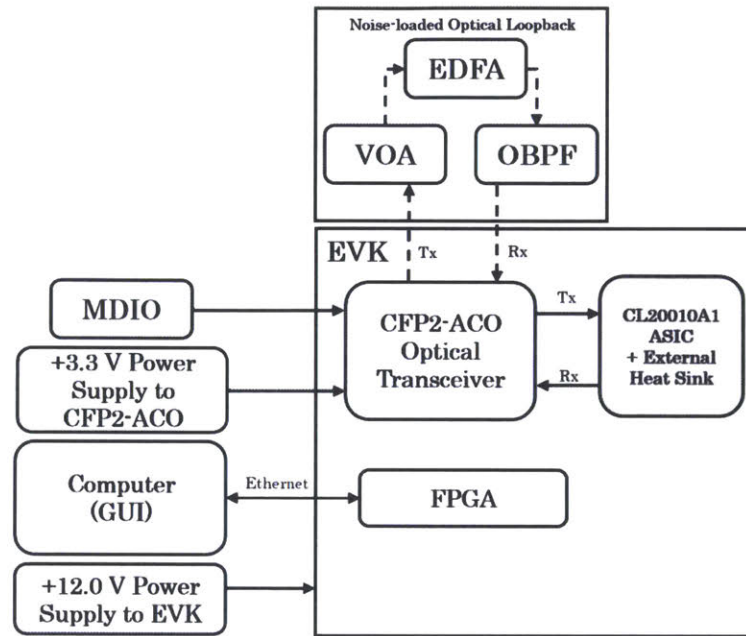 Noise-loaded Optical Loopback
EDFA
VOA
OBPF
EVK
Tx
Rx
MDIO
CFP2-ACO
Optical
Transceiver
Tx
Rx
CL20010A1
ASIC
+ External
Heat Sink
+3.3 V Power
Supply to
CFP2-ACO
Computer
(GUI)
Ethernet
FPGA
+12.0 V Power
Supply to EVK